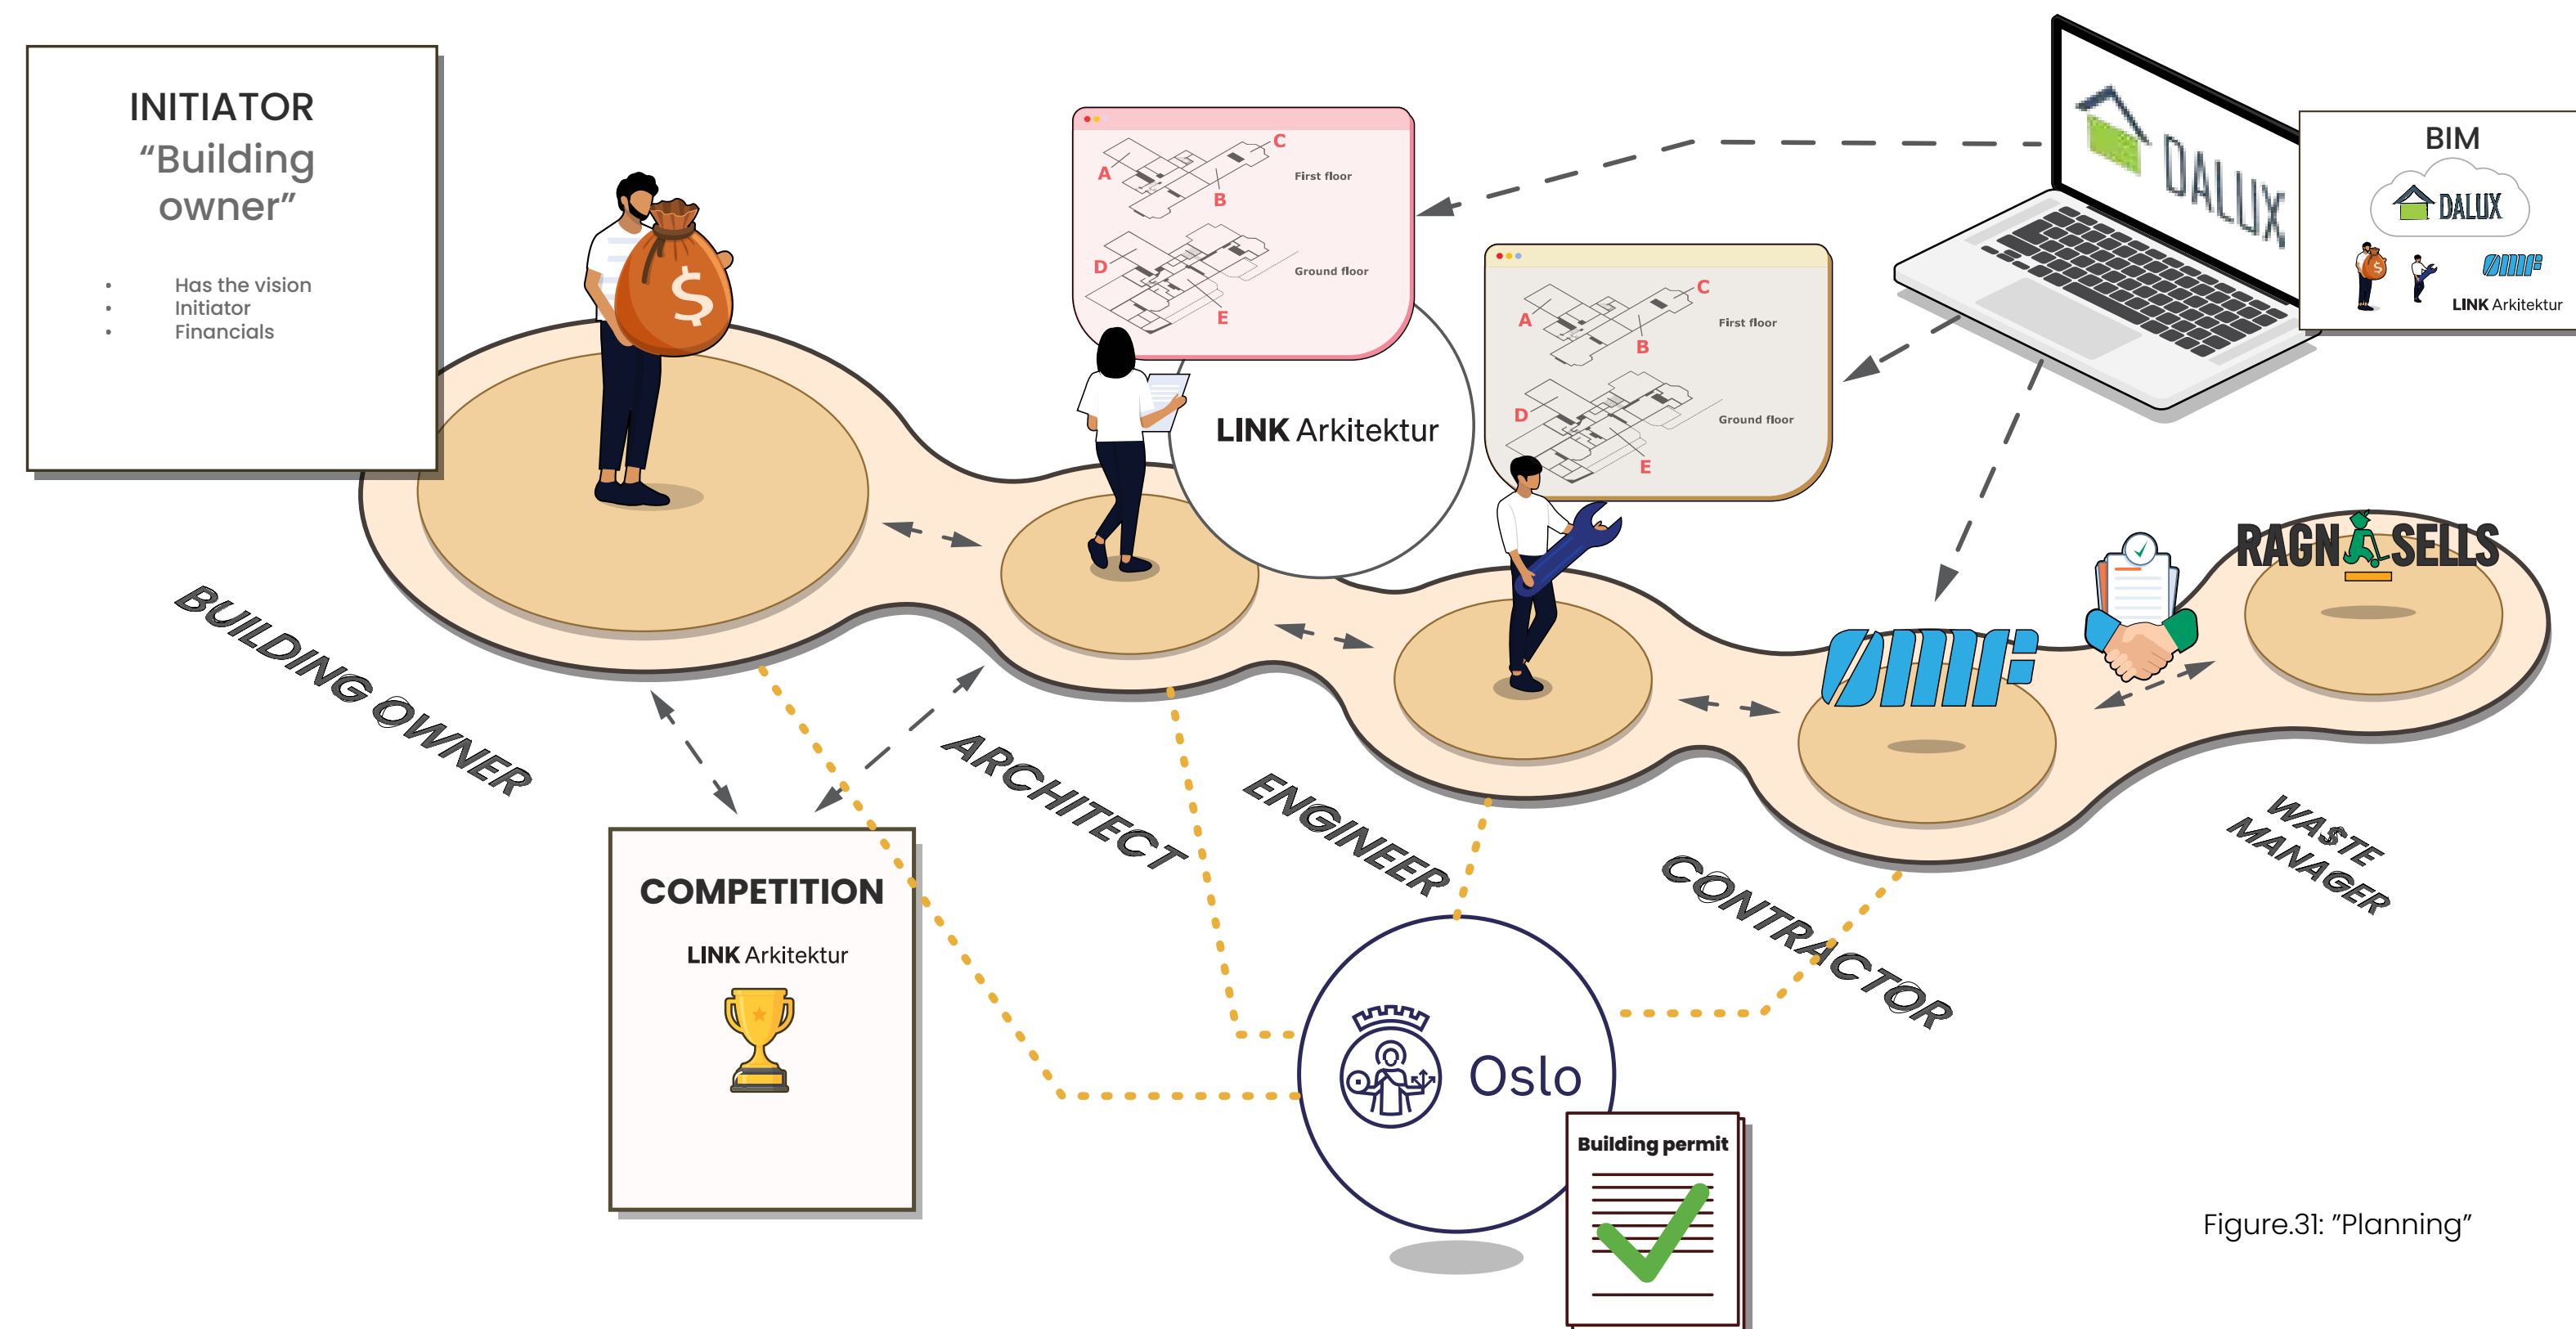 INITIATOR
“Building
owner”
• Has the vision
• Initiator
• Financials
A
B
C
First floor
D
E
Ground floor
LINK Arkitektur
A
B
C
First floor
D
E
Ground floor
DALUX
BIM
DALUX
ØMF
LINK Arkitektur
$
$
ØMF
RAGN SELLS
BUILDING OWNER
ARCHITECT
ENGINEER
CONTRACTOR
WASTE
MANAGER
COMPETITION
LINK Arkitektur
Oslo
Building permit
Figure.31: ”Planning”